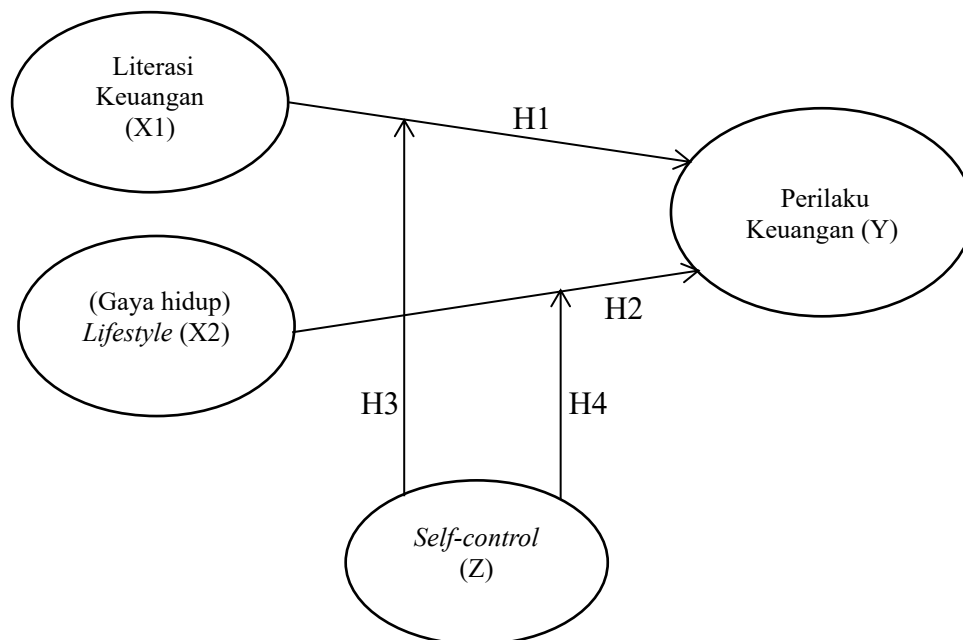 Literasi
Keuangan
(X1)
H1
Perilaku
Keuangan (Y)
(Gaya hidup)
Lifestyle (X2)
H2
H3
H4
Self-control
(Z)